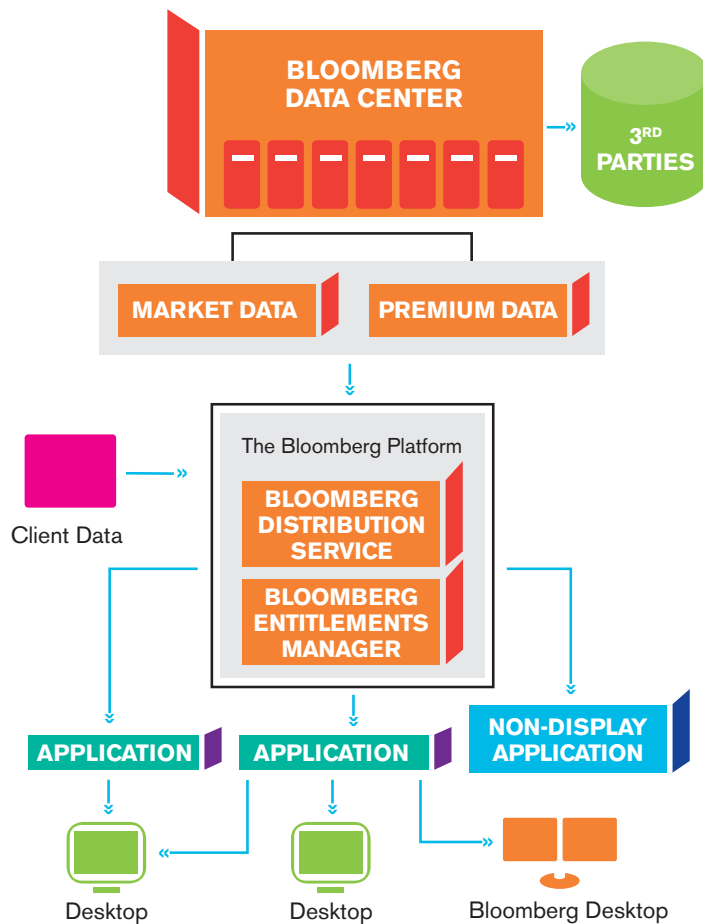 BLOOMBERG
DATA CENTER
3RD
PARTIES
MARKET DATA
PREMIUM DATA
The Bloomberg Platform
BLOOMBERG
DISTRIBUTION
SERVICE
Client Data
BLOOMBERG
ENTITLEMENTS
MANAGER
APPLICATION
APPLICATION
NON-DISPLAY
APPLICATION
Desktop
Desktop
Bloomberg Desktop